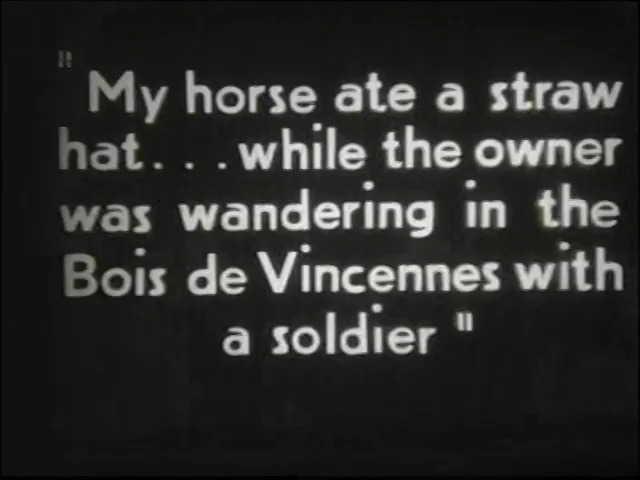 "
My horse ate a straw
hat. . . while the owner
was wandering in the
Bois de Vincennes with
a soldier "